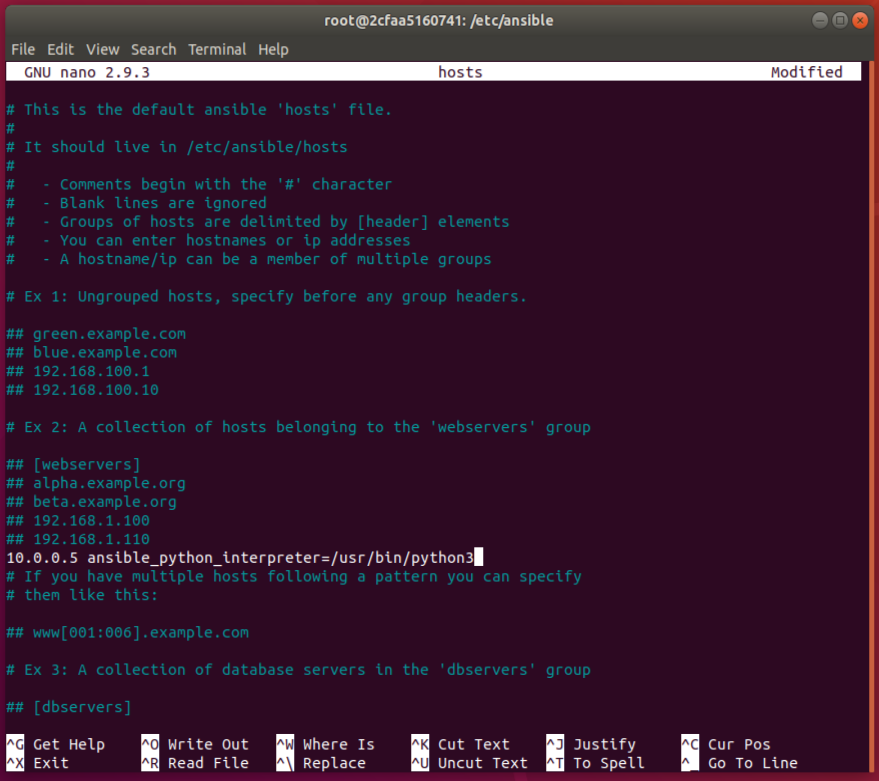 root@2cfaa5160741: /etc/ansible
File Edit View Search Terminal Help
GNU nano 2.9.3 hosts Modified
# This is the default ansible 'hosts' file.
#
# It should live in /etc/ansible/hosts
#
#   - Comments begin with the '#' character
#   - Blank lines are ignored
#   - Groups of hosts are delimited by [header] elements
#   - You can enter hostnames or ip addresses
#   - A hostname/ip can be a member of multiple groups
# Ex 1: Ungrouped hosts, specify before any group headers.
## green.example.com
## blue.example.com
## 192.168.100.1
## 192.168.100.10
# Ex 2: A collection of hosts belonging to the 'webservers' group
## [webservers]
## alpha.example.org
## beta.example.org
## 192.168.1.100
## 192.168.1.110
10.0.0.5 ansible_python_interpreter=/usr/bin/python3
# If you have multiple hosts following a pattern you can specify
# them like this:
## www[001:006].example.com
# Ex 3: A collection of database servers in the 'dbservers' group
## [dbservers]
^G Get Help ^O Write Out ^W Where Is ^K Cut Text ^J Justify ^C Cur Pos
^X Exit ^R Read File ^\ Replace ^U Uncut Text ^T To Spell ^_ Go To Line